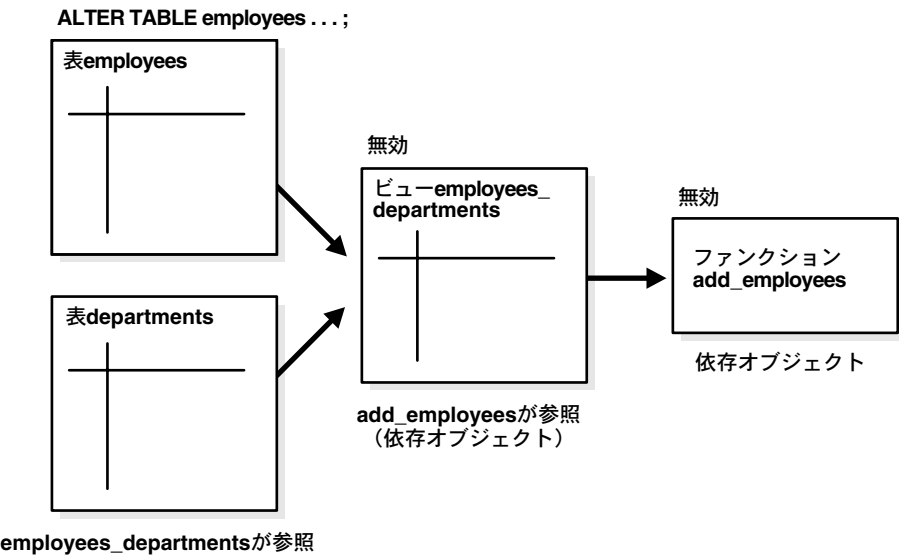 ALTER TABLE employees . . . ;
表employees
無効
ビューemployees_
departments
無効
ファンクション
add_employees
表departments
依存オブジェクト
add_employeesが参照
（依存オブジェクト）
employees_departmentsが参照